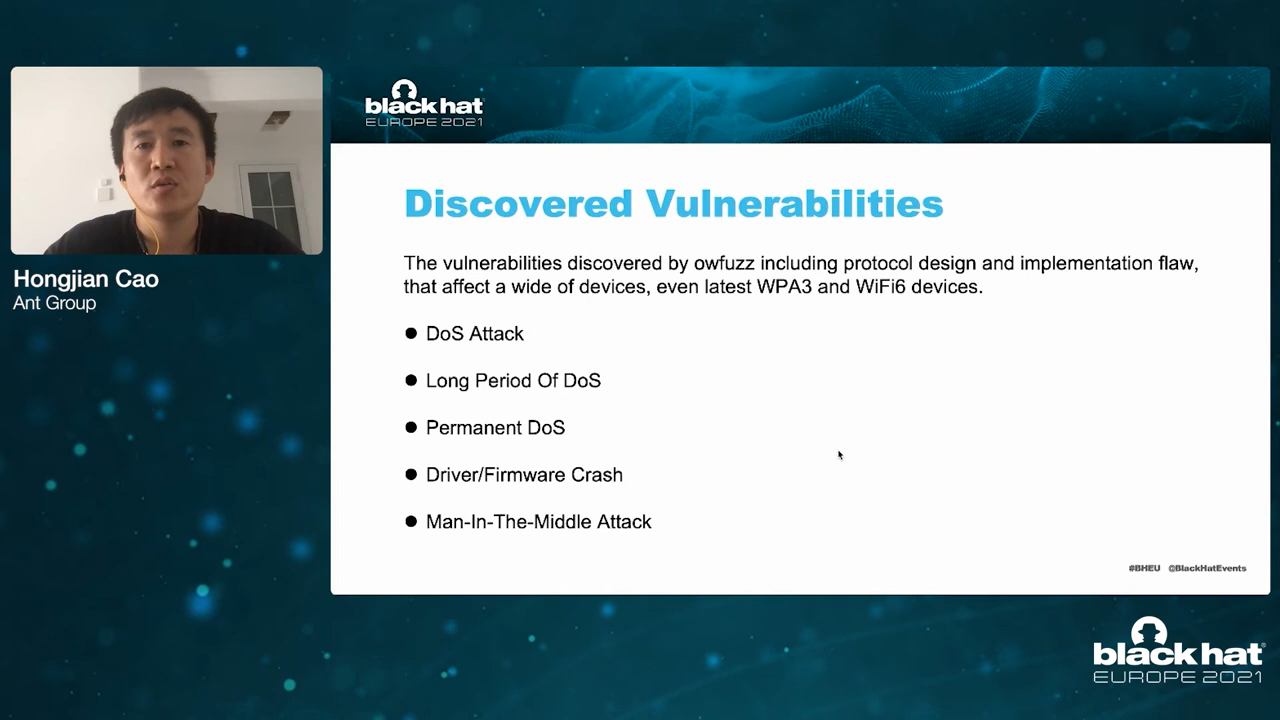 black hat
EUROPE 2021
Hongjian Cao
Ant Group
Discovered Vulnerabilities
The vulnerabilities discovered by owfuzz including protocol design and implementation flaw,
that affect a wide of devices, even latest WPA3 and WiFi6 devices.
● DoS Attack
● Long Period Of DoS
● Permanent DoS
● Driver/Firmware Crash
● Man-In-The-Middle Attack
#BHEU @BlackHatEvents
black hat®
EUROPE 2021